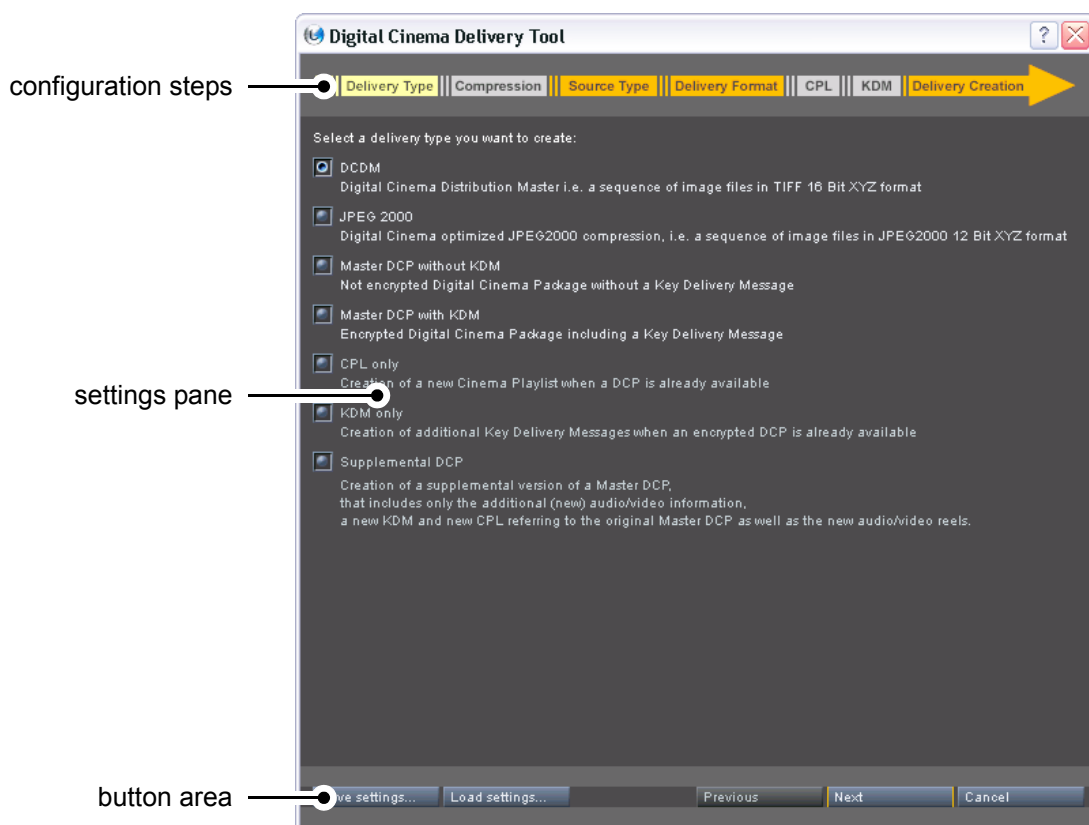 Digital Cinema Delivery Tool
configuration steps
Delivery Type Compression Source Type Delivery Format CPL KDM Delivery Creation
Select a delivery type you want to create:
DCDM
Digital Cinema Distribution Master i.e. a sequence of image files in TIFF 16 Bit XYZ format
JPEG 2000
Digital Cinema optimized JPEG2000 compression, i.e. a sequence of image files in JPEG2000 12 Bit XYZ format
Master DCP without KDM
Not encrypted Digital Cinema Package without a Key Delivery Message
Master DCP with KDM
Encrypted Digital Cinema Package including a Key Delivery Message
CPL only
Creation of a new Cinema Playlist when a DCP is already available
settings pane
KDM only
Creation of additional Key Delivery Messages when an encrypted DCP is already available
Supplemental DCP
Creation of a supplemental version of a Master DCP,
that includes only the additional (new) audio/video information,
a new KDM and new CPL referring to the original Master DCP as well as the new audio/video reels.
button area
ve settings... Load settings... Previous Next Cancel